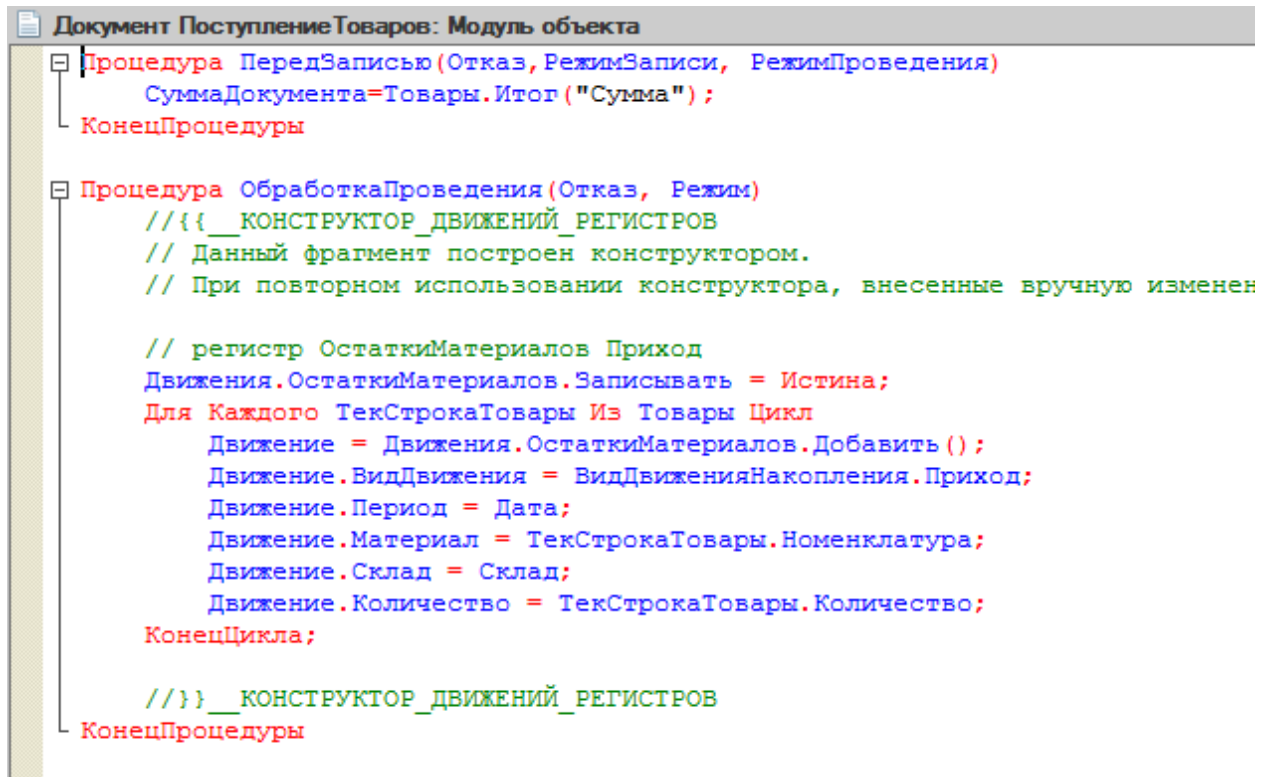 Документ ПоступлениеТоваров: Модуль объекта
Процедура ПередЗаписью(Отказ,РежимЗаписи, РежимПроведения)
СуммаДокумента=Товары.Итог("Сумма");
КонецПроцедуры
Процедура ОбработкаПроведения(Отказ, Режим)
//{{__КОНСТРУКТОР_ДВИЖЕНИЙ_РЕГИСТРОВ
// Данный фрагмент построен конструктором.
// При повторном использовании конструктора, внесенные вручную изменен
// регистр ОстаткиМатериалов Приход
Движения.ОстаткиМатериалов.Записывать = Истина;
Для Каждого ТекСтрокаТовары Из Товары Цикл
Движение = Движения.ОстаткиМатериалов.Добавить();
Движение.ВидДвижения = ВидДвиженияНакопления.Приход;
Движение.Период = Дата;
Движение.Материал = ТекСтрокаТовары.Номенклатура;
Движение.Склад = Склад;
Движение.Количество = ТекСтрокаТовары.Количество;
КонецЦикла;
//}}__КОНСТРУКТОР_ДВИЖЕНИЙ_РЕГИСТРОВ
КонецПроцедуры